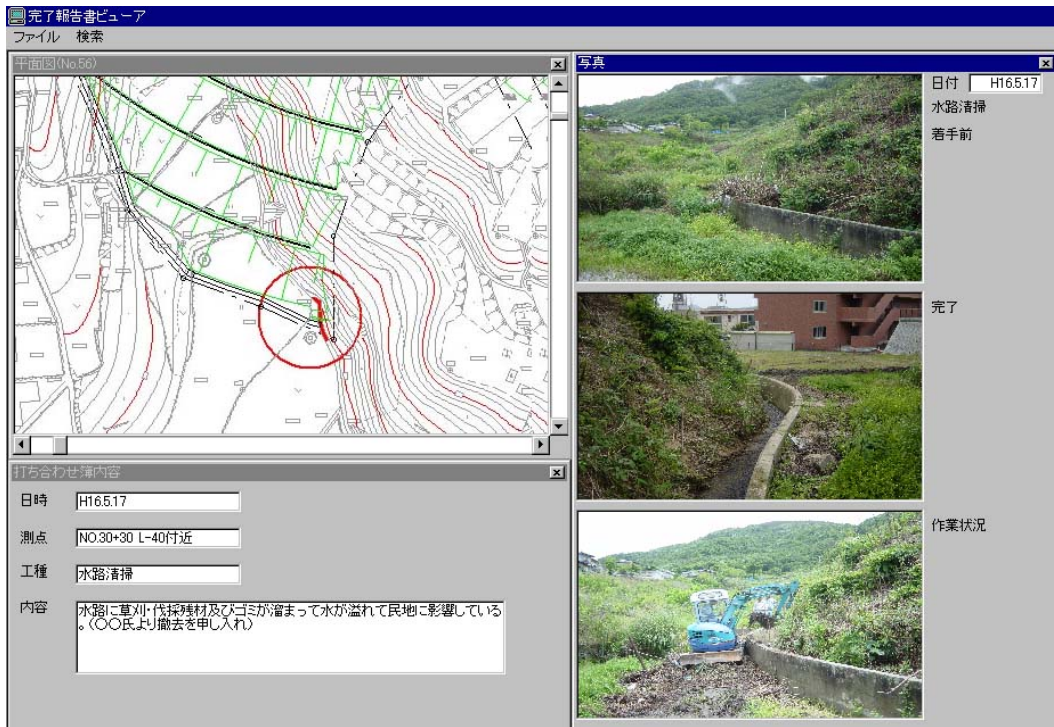 完了報告書ビューア
ファイル 検索
平面図(No.56)
写真
日付 H16.5.17
水路清掃
着手前
完了
作業状況
打ち合わせ簿内容
日時 H16.5.17
測点 NO.30+30 L-40付近
工種 水路清掃
内容 水路に草刈・伐採残材及びゴミが溜まって水が溢れて民地に影響している
。(〇〇氏より撤去を申し入れ)